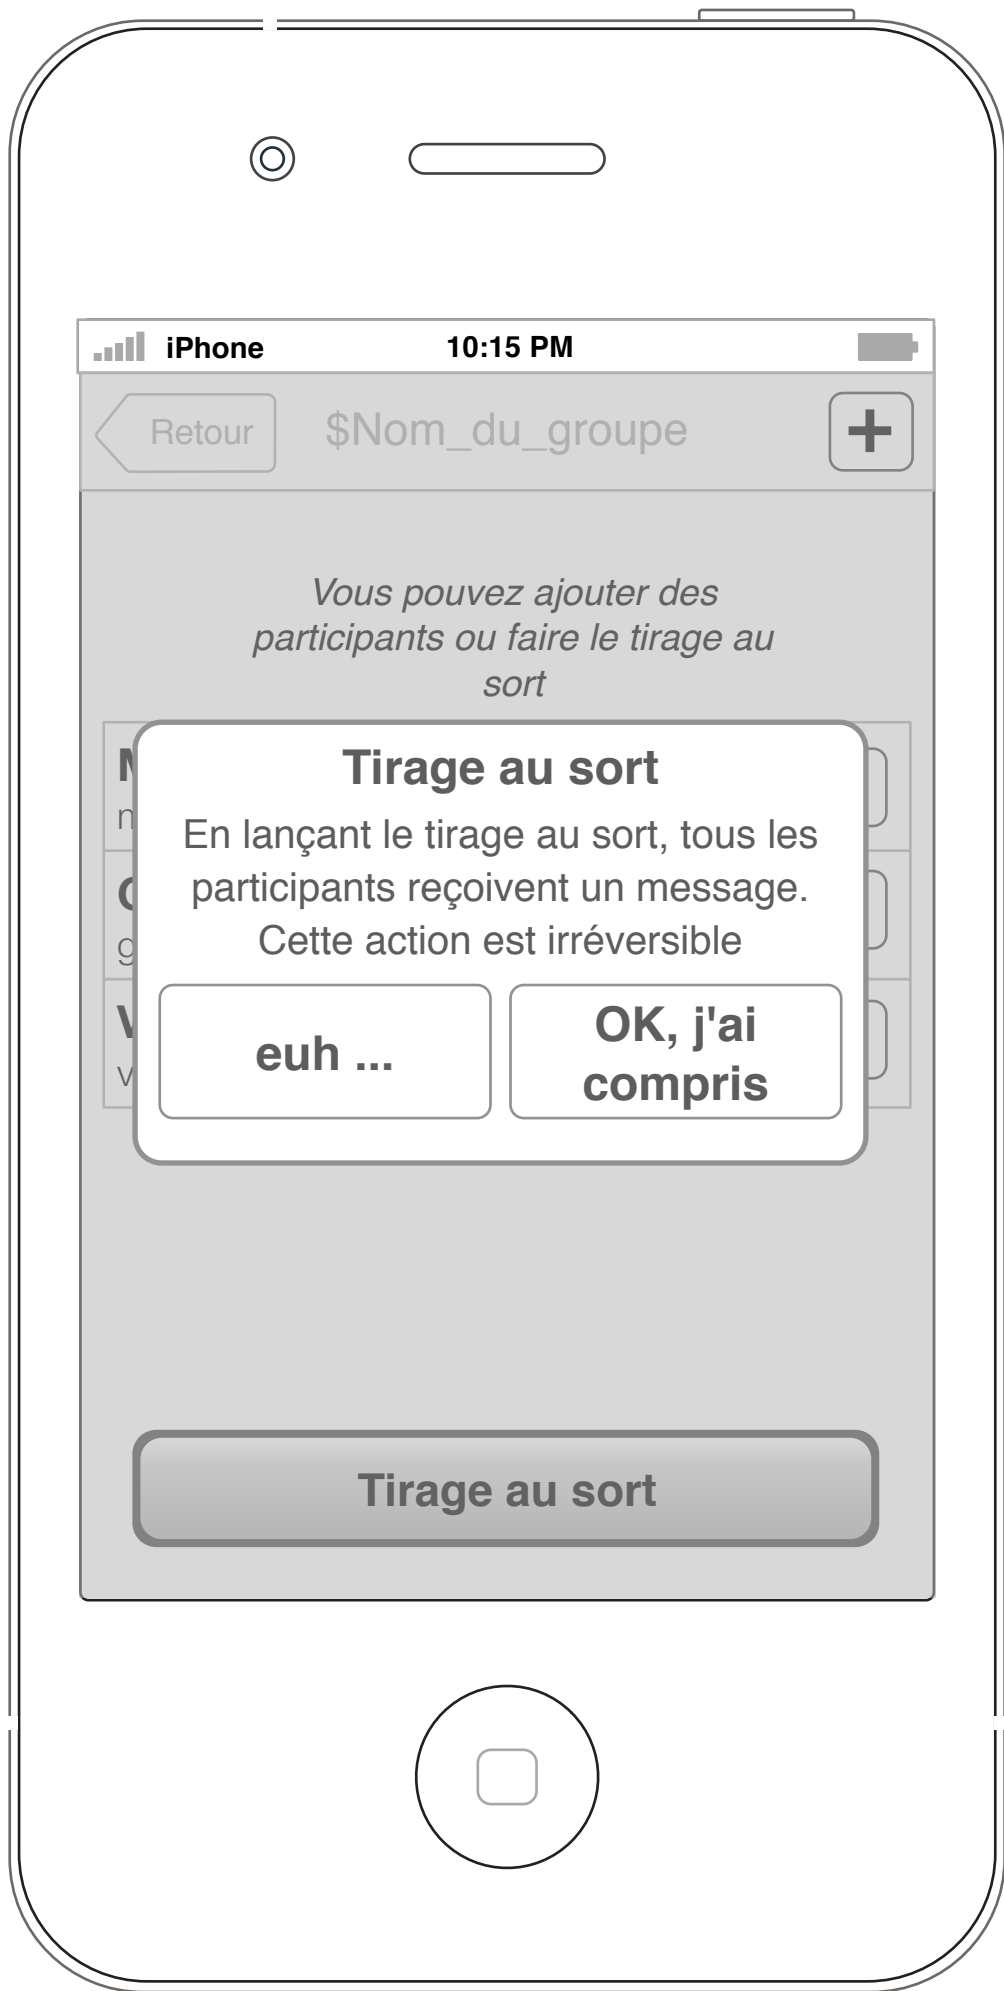 iPhone 10:15 PM
Retour $Nom_du_groupe +
Vous pouvez ajouter des
participants ou faire le tirage au
sort
Tirage au sort
En lançant le tirage au sort, tous les
participants reçoivent un message.
Cette action est irréversible
euh ...
OK, j'ai
compris
Tirage au sort